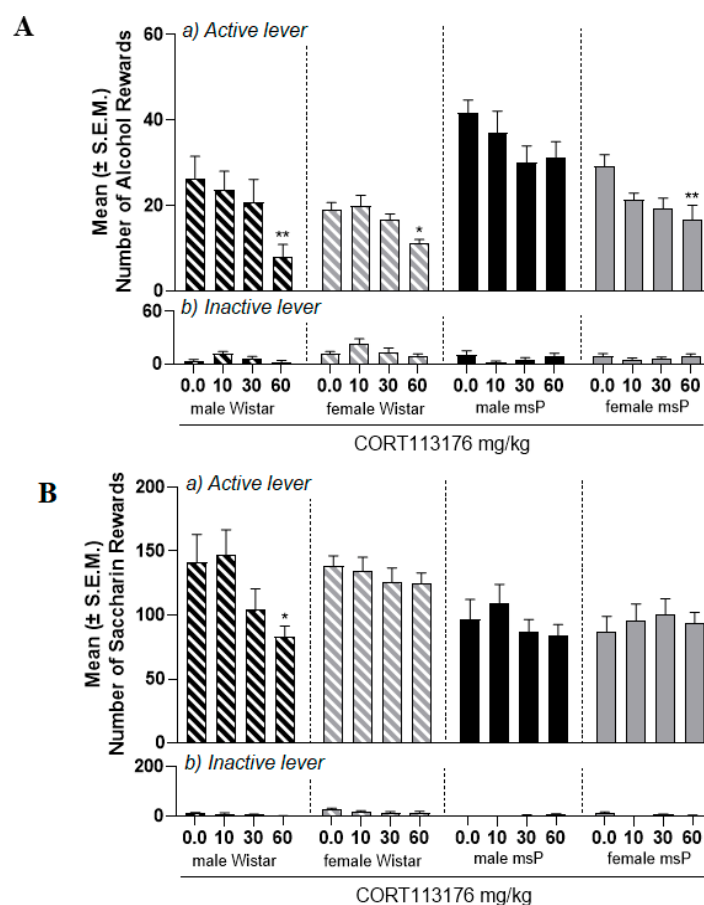 A
a) Active lever
Mean (± S.E.M.)
Number of Alcohol Rewards
60
40
20
0
**
*
**
b) Inactive lever
60
0
0.0 10 30 60 0.0 10 30 60 0.0 10 30 60 0.0 10 30 60
male Wistar female Wistar male msP female msP
CORT113176 mg/kg
B
a) Active lever
Mean (± S.E.M.)
Number of Saccharin Rewards
200
150
100
50
0
*
b) Inactive lever
200
0
0.0 10 30 60 0.0 10 30 60 0.0 10 30 60 0.0 10 30 60
male Wistar female Wistar male msP female msP
CORT113176 mg/kg